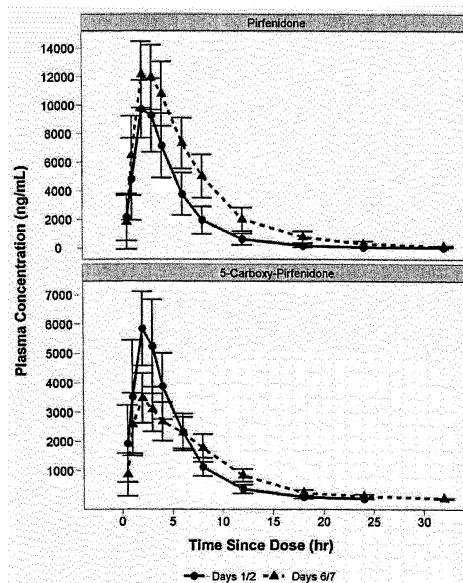 Pirfenidone
14000
12000
10000
8000
6000
4000
2000
0
5-Carboxy-Pirfenidone
7000
6000
5000
4000
3000
2000
1000
Plasma Concentration (ng/mL)
0 5 10 15 20 25 30
Time Since Dose (hr)
Days 1/2 Days 6/7